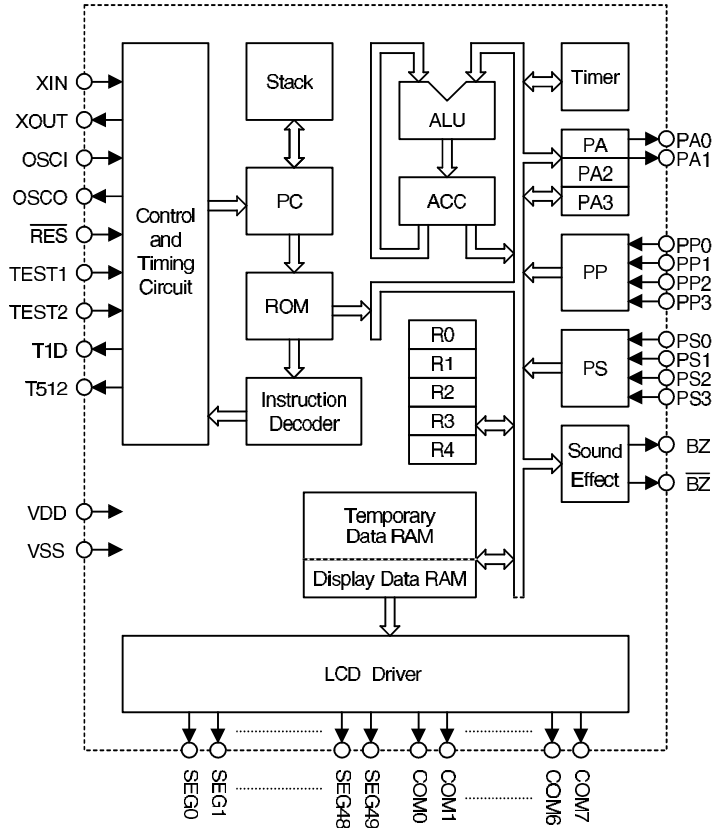 XIN
XOUT
OSCI
OSCO
RES
TEST1
TEST2
T1D
T512
VDD
VSS
Control
and
Timing
Circuit
Stack
PC
ROM
Instruction
Decoder
ALU
ACC
R0
R1
R2
R3
R4
Temporary
Data RAM
Display Data RAM
LCD Driver
Timer
PA
PA2
PA3
PP
PS
Sound
Effect
PA0
PA1
PP0
PP1
PP2
PP3
PS0
PS1
PS2
PS3
BZ
BZ
SEG0
SEG1
SEG48
SEG49
COM0
COM1
COM6
COM7